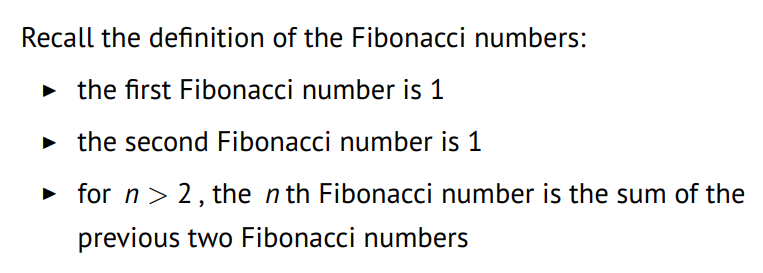 Recall the definition of the Fibonacci numbers:
▶ the first Fibonacci number is 1
▶ the second Fibonacci number is 1
▶ for n > 2, the nth Fibonacci number is the sum of the
previous two Fibonacci numbers